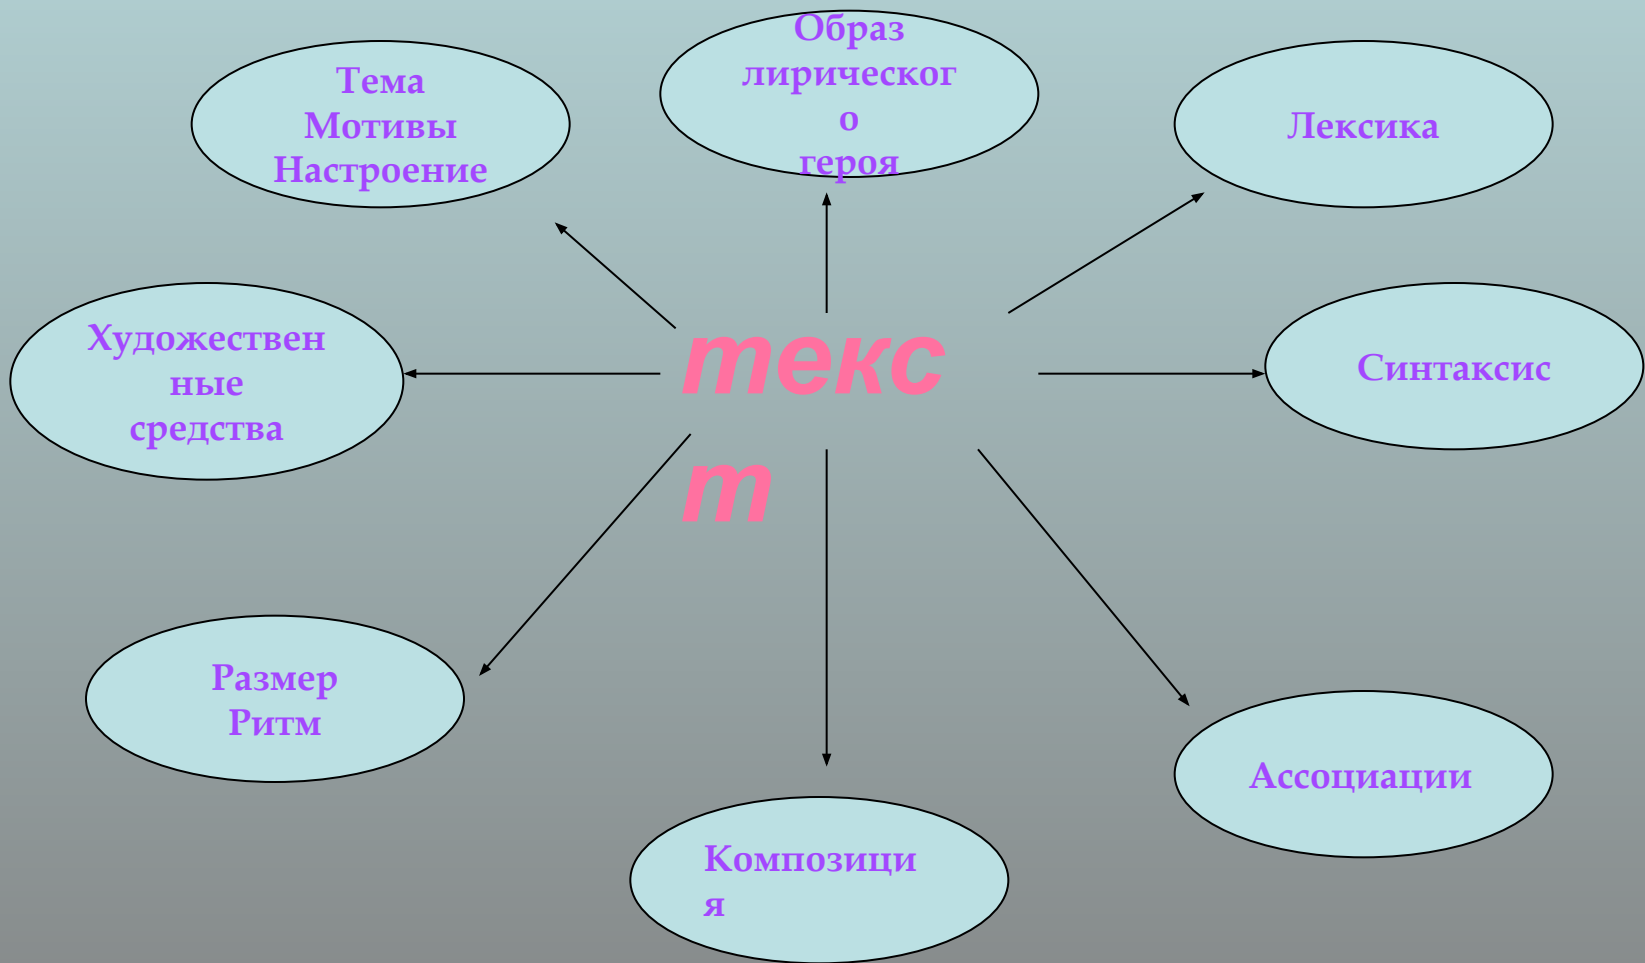 Образ
лирическог
о
героя
Тема
Мотивы
Настроение
Лексика
Художествен
ные
средства
текс
т
Синтаксис
Размер
Ритм
Ассоциации
Композици
я